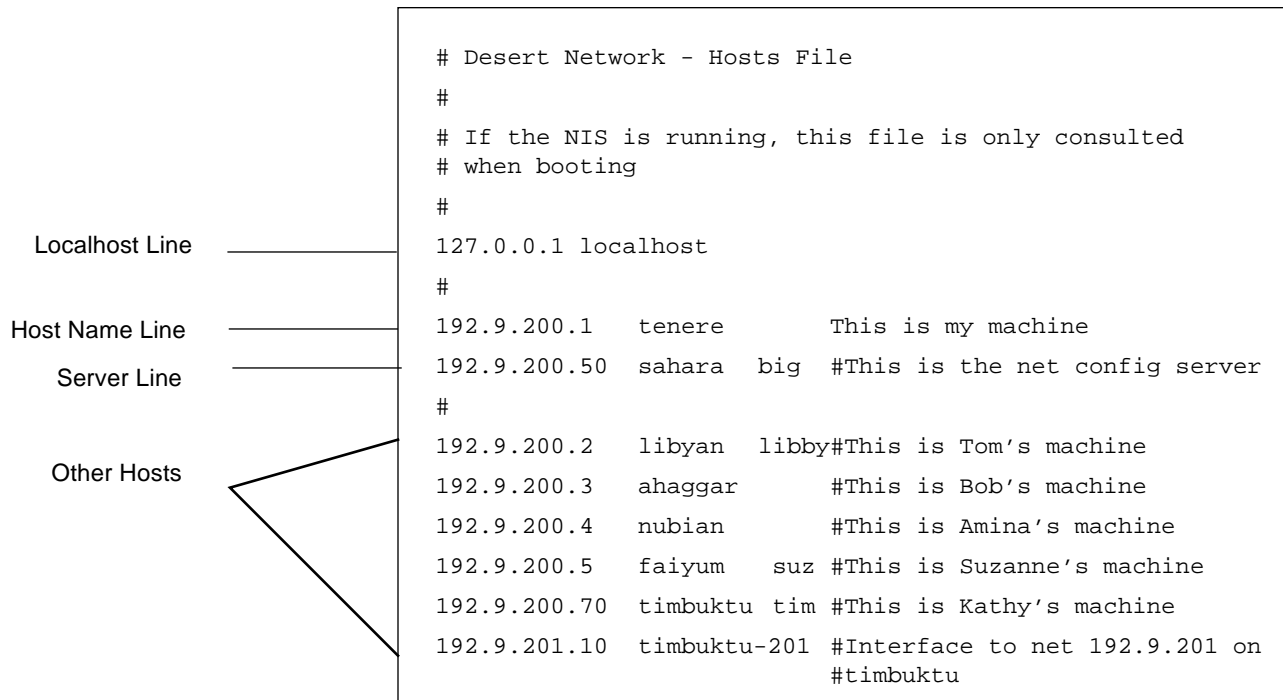 # Desert Network - Hosts File
#
# If the NIS is running, this file is only consulted
# when booting
#
Localhost Line
127.0.0.1 localhost
#
Host Name Line
192.9.200.1 tenere This is my machine
Server Line
192.9.200.50 sahara big #This is the net config server
#
Other Hosts
192.9.200.2 libyan libby#This is Tom's machine
192.9.200.3 ahaggar #This is Bob's machine
192.9.200.4 nubian #This is Amina's machine
192.9.200.5 faiyum suz #This is Suzanne's machine
192.9.200.70 timbuktu tim #This is Kathy's machine
192.9.201.10 timbuktu-201 #Interface to net 192.9.201 on
#timbuktu